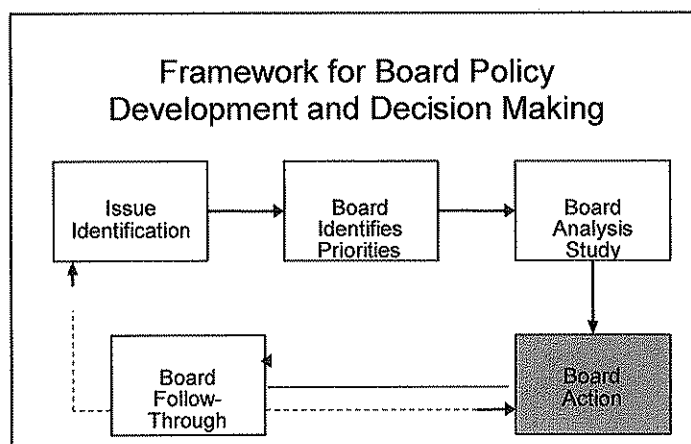 Framework for Board Policy
Development and Decision Making
Issue
Identification
Board
Identifies
Priorities
Board
Analysis
Study
Board
Follow-
Through
Board
Action